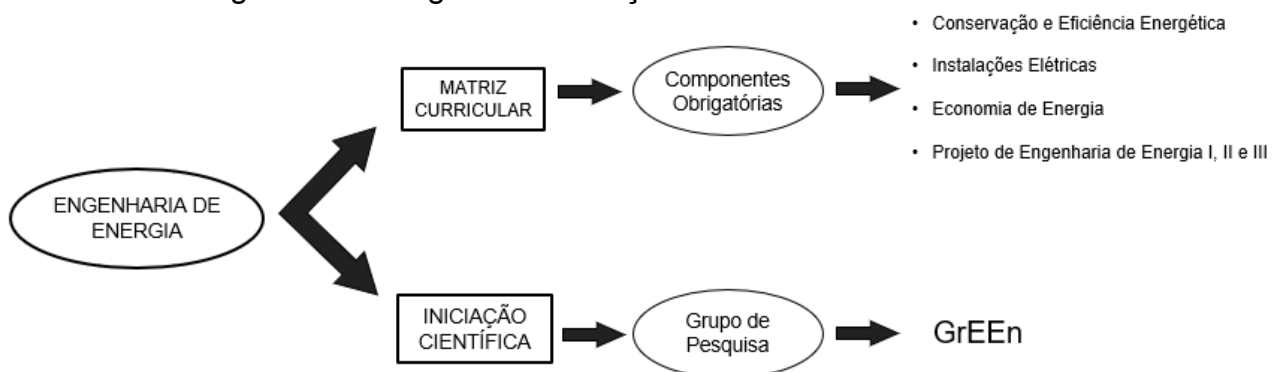 • Conservação e Eficiência Energética
• Instalações Elétricas
• Economia de Energia
• Projeto de Engenharia de Energia I, II e III
MATRIZ
CURRICULAR
Componentes
Obrigatórias
ENGENHARIA DE
ENERGIA
INICIAÇÃO
CIENTÍFICA
Grupo de
Pesquisa
GrEEn